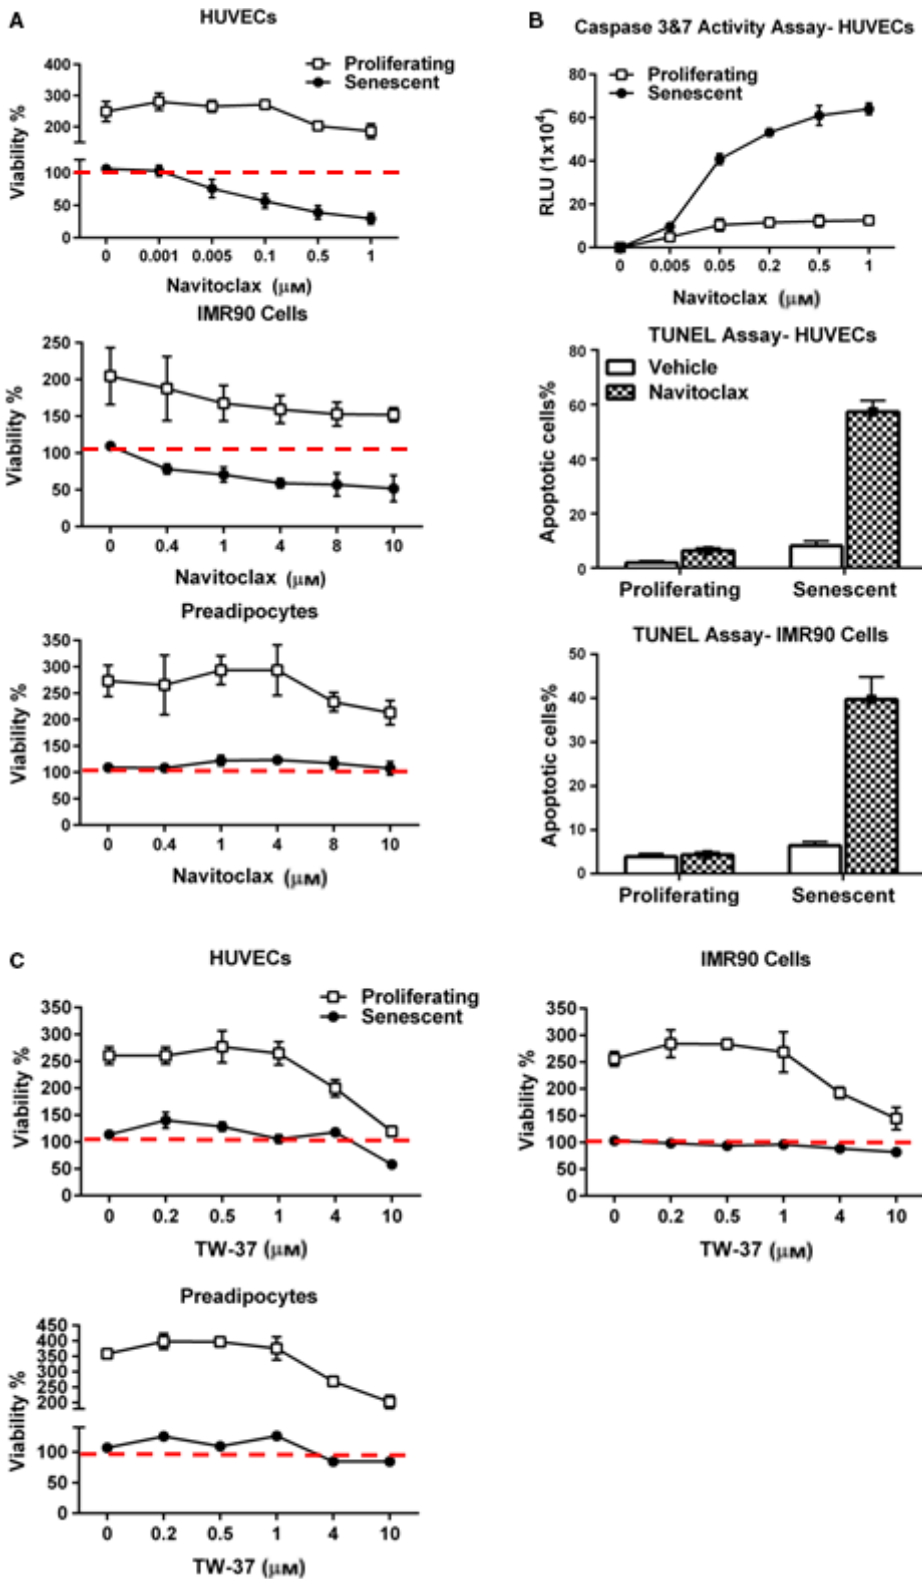 A
HUVECs
Viability %
400
300
200
100
50
0
Proliferating
Senescent
0 0.001 0.005 0.1 0.5 1
Navitoclax (μM)
IMR90 Cells
Viability %
250
200
150
100
50
0
0 0.4 1 4 8 10
Navitoclax (μM)
Preadipocytes
Viability %
350
300
250
200
150
100
50
0
0 0.4 1 4 8 10
Navitoclax (μM)
B
Caspase 3&7 Activity Assay- HUVECs
RLU (1x10⁴)
80
60
40
20
0
Proliferating
Senescent
0 0.005 0.05 0.2 0.5 1
Navitoclax (μM)
TUNEL Assay- HUVECs
Apoptotic cells%
80
60
40
20
0
Vehicle
Navitoclax
Proliferating Senescent
TUNEL Assay- IMR90 Cells
Apoptotic cells%
50
40
30
20
10
0
Proliferating Senescent
C
HUVECs
Viability %
350
300
250
200
150
100
50
0
Proliferating
Senescent
0 0.2 0.5 1 4 10
TW-37 (μM)
IMR90 Cells
Viability %
350
300
250
200
150
100
50
0
0 0.2 0.5 1 4 10
TW-37 (μM)
Preadipocytes
Viability %
450
400
350
300
250
200
100
50
0
0 0.2 0.5 1 4 10
TW-37 (μM)